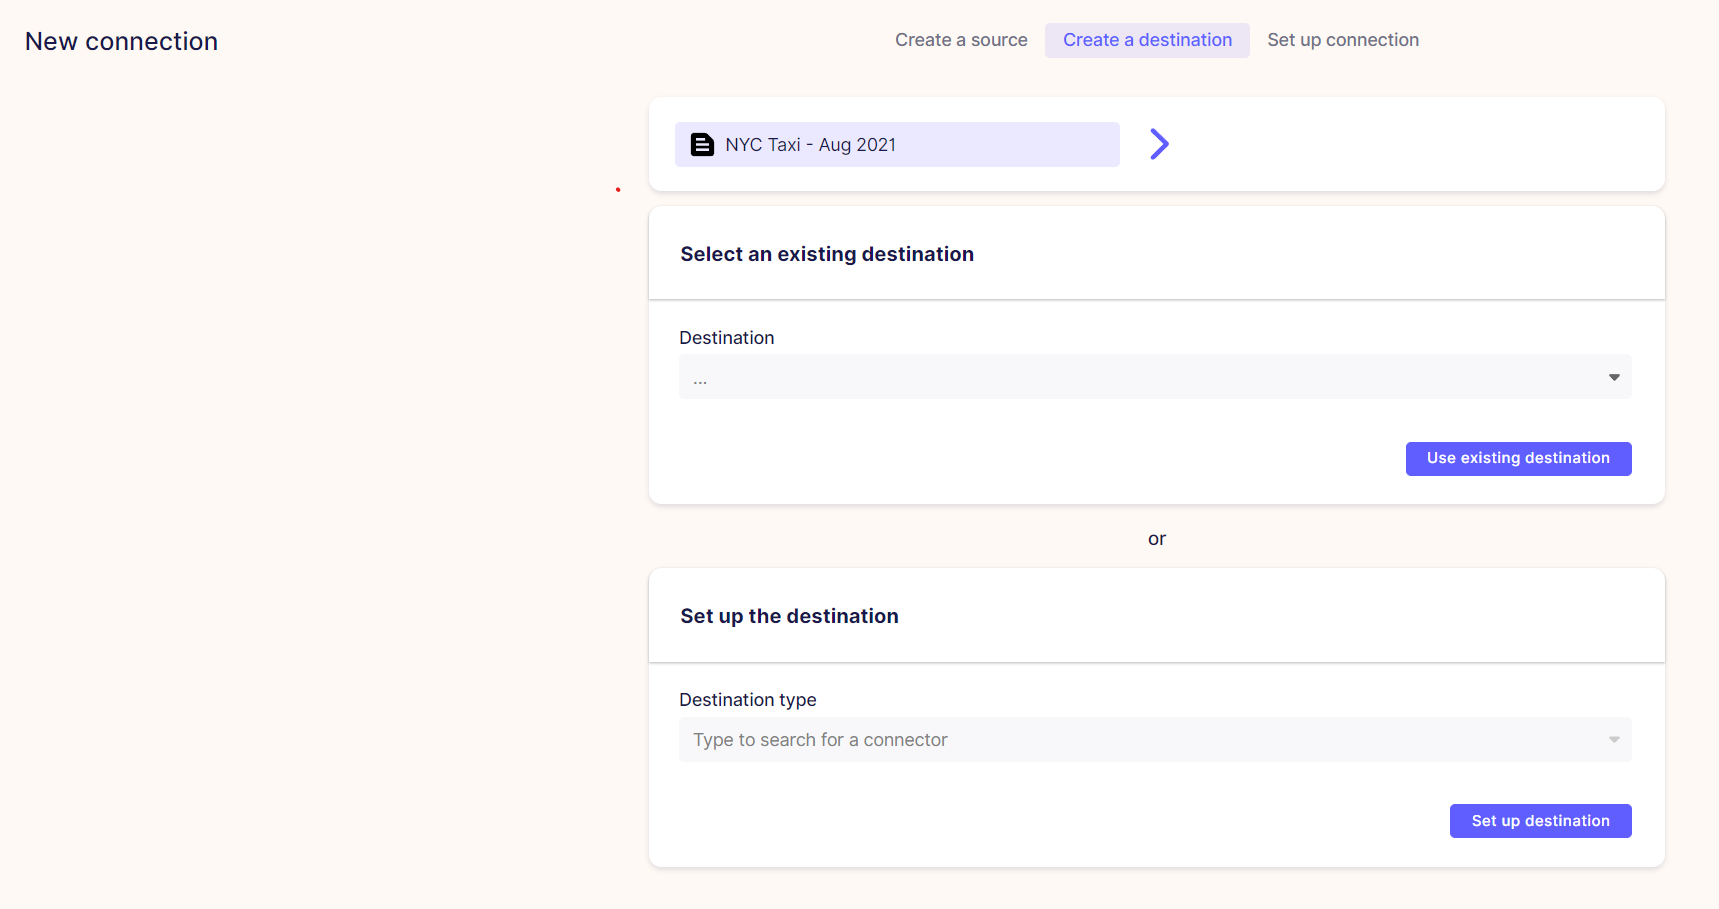 New connection
Create a source
Create a destination
Set up connection
NYC Taxi - Aug 2021
Select an existing destination
Destination
...
Use existing destination
or
Set up the destination
Destination type
Type to search for a connector
Set up destination